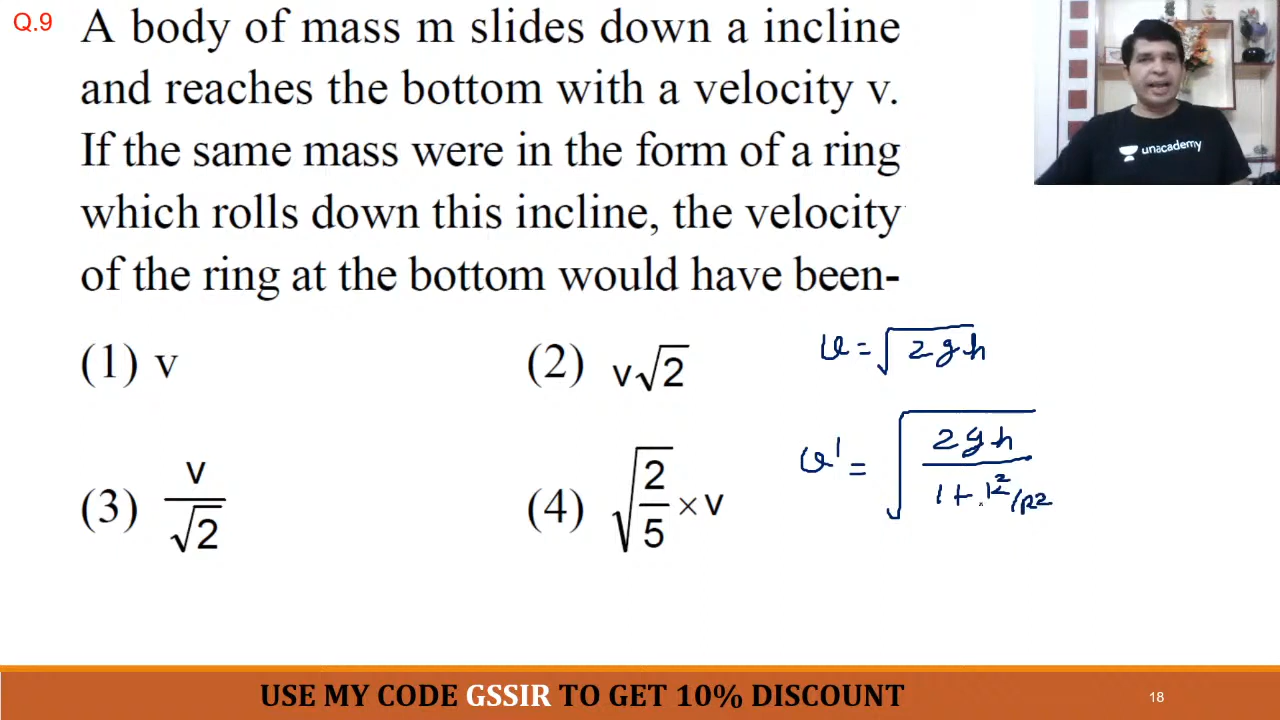 Q.9
A body of mass m slides down a incline
and reaches the bottom with a velocity v.
If the same mass were in the form of a ring
which rolls down this incline, the velocity
of the ring at the bottom would have been-
(1) v
(2) v√2
(3) v/√2
(4) √(2/5) × v
v = √(2gh)
v' = √(2gh/(1+k²/R²))
unacademy
USE MY CODE GSSIR TO GET 10% DISCOUNT
18